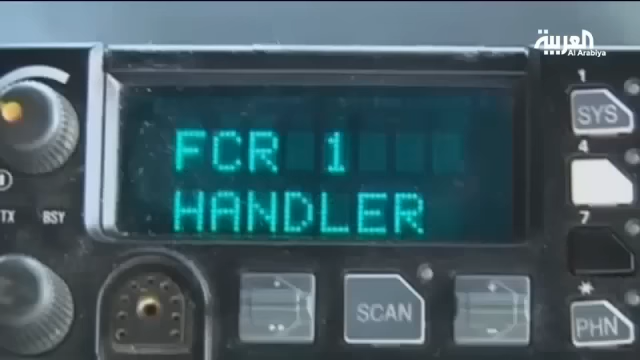 العربية
Al Arabiya
FCR 1
HANDLER
1
SYS
4
TX BSY
7
SCAN
*
PHN